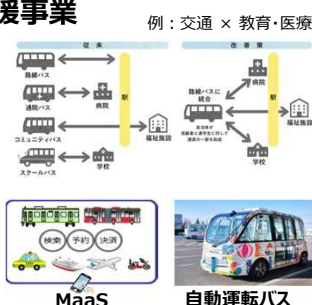 援事業
例：交通 × 教育・医療
従来
改善策
路線バス
通院バス
病院
駅
コミュニティバス
福祉施設
スクールバス
学校
病院
路線バスに
統合
駅
福祉施設
学校
検索
予約
決済
MaaS
自動運転バス